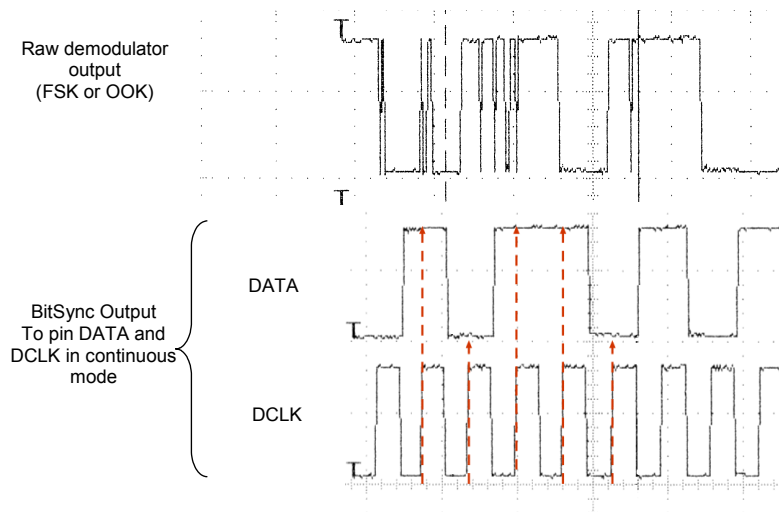 Raw demodulator
output
(FSK or OOK)
BitSync Output
To pin DATA and
DCLK in continuous
mode
DATA
DCLK